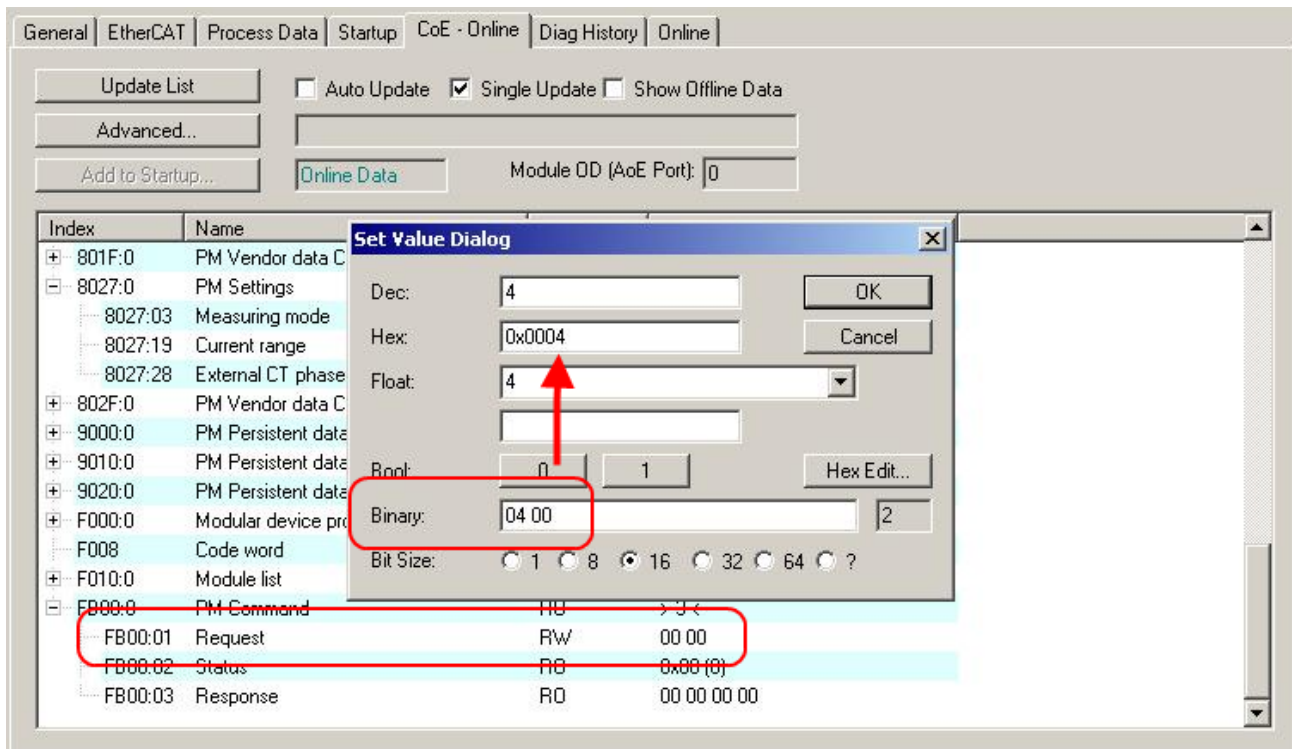 General EtherCAT Process Data Startup CoE - Online Diag History Online
Update List Auto Update Single Update Show Offline Data
Advanced...
Add to Startup... Online Data Module OD (AoE Port): 0
Index Name
801F:0 PM Vendor data C
8027:0 PM Settings
8027:03 Measuring mode
8027:19 Current range
8027:28 External CT phase
802F:0 PM Vendor data C
9000:0 PM Persistent data
9010:0 PM Persistent data
9020:0 PM Persistent data
F000:0 Modular device pro
F008 Code word
F010:0 Module list
FB00:0 PM Command RO > 3 <
FB00:01 Request RW 00 00
FB00:02 Status RO 0x00 (0)
FB00:03 Response RO 00 00 00 00
Set Value Dialog
Dec: 4 OK
Hex: 0x0004 Cancel
Float: 4
Bool: 0 1 Hex Edit...
Binary: 04 00 2
Bit Size: 1 8 16 32 64 ?